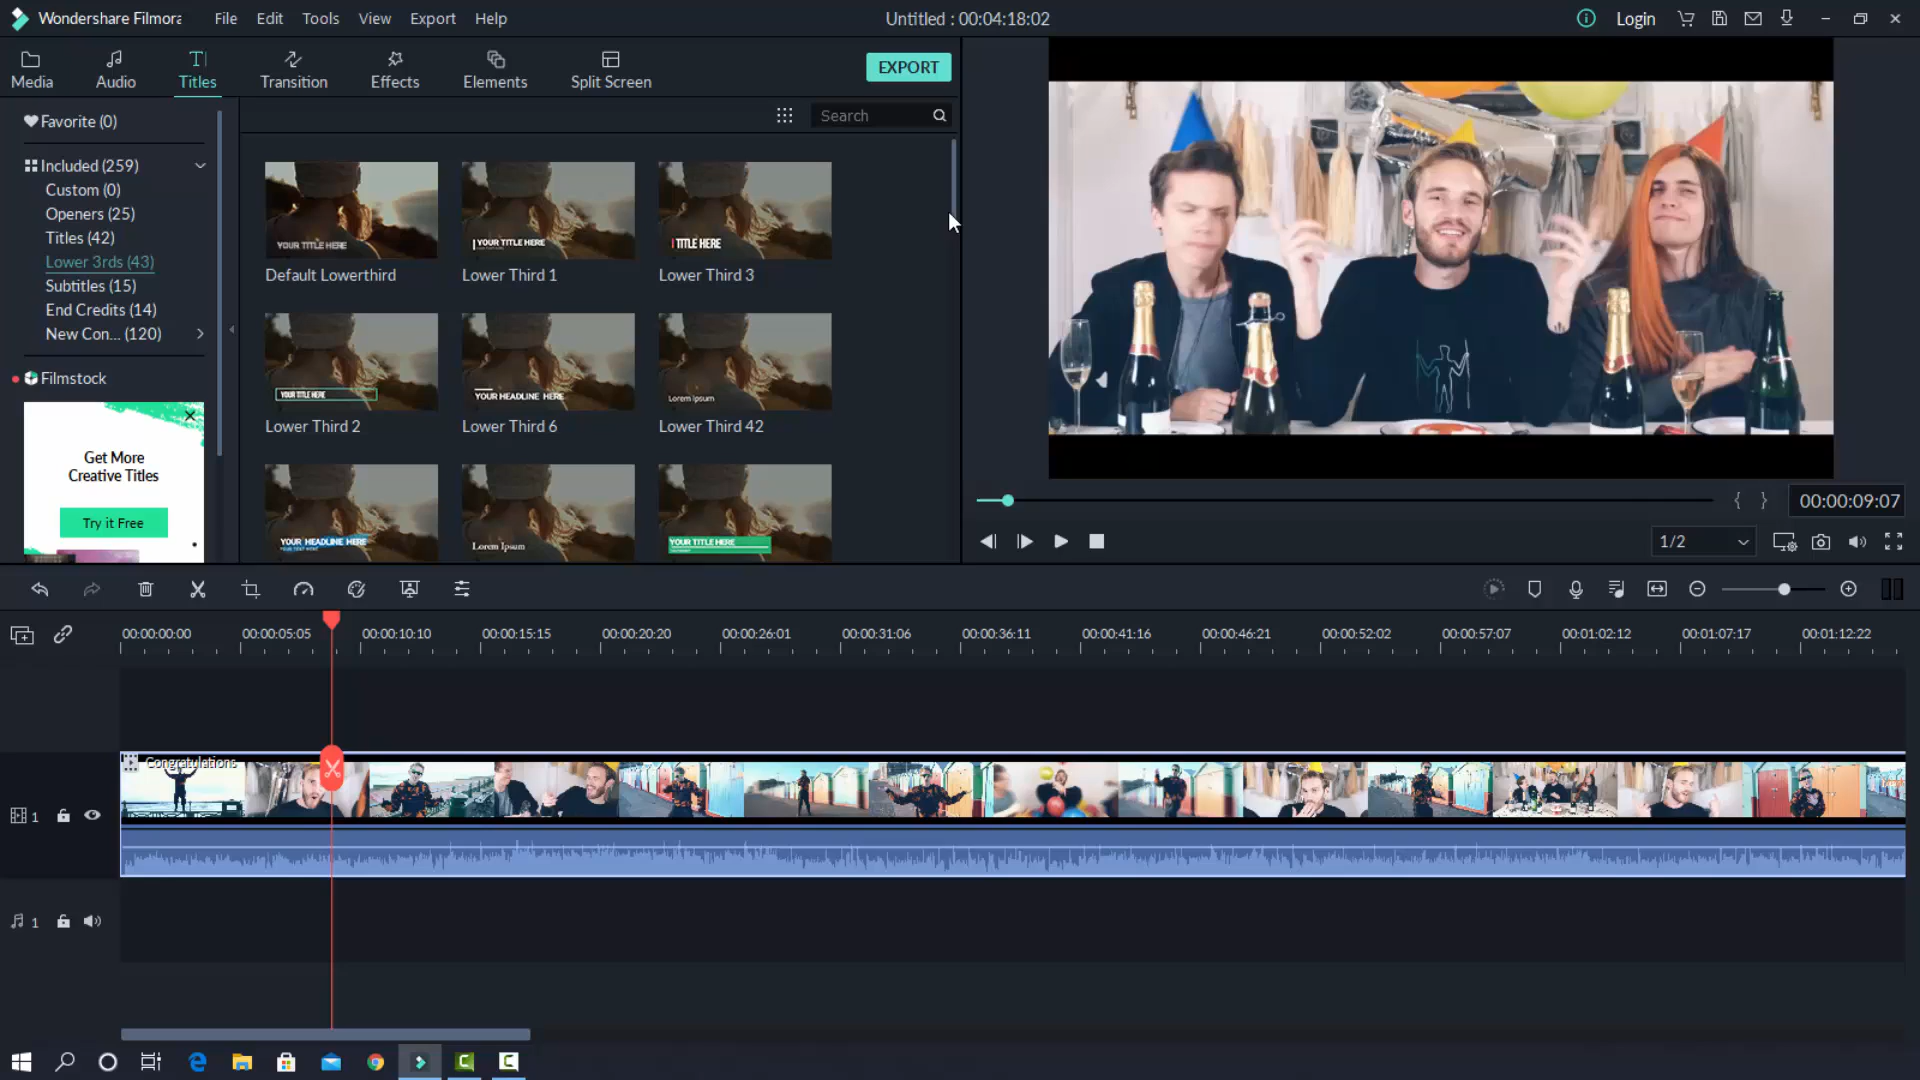 Wondershare Filmora
File Edit Tools View Export Help
Untitled : 00:04:18:02
Login
Media Audio Titles Transition Effects Elements Split Screen
EXPORT
Favorite (0)
Search
Included (259)
Custom (0)
Openers (25)
Titles (42)
Lower 3rds (43)
Subtitles (15)
End Credits (14)
New Con... (120)
Filmstock
Get More
Creative Titles
Try it Free
YOUR TITLE HERE
YOUR TITLE HERE
TITLE HERE
Default Lowerthird
Lower Third 1
Lower Third 3
YOUR TITLE HERE
YOUR HEADLINE HERE
Lorem Ipsum
Lower Third 2
Lower Third 6
Lower Third 42
YOUR HEADLINE HERE
Lorem Ipsum
YOUR TITLE HERE
00:00:09:07
1/2
00:00:00:00 00:00:05:05 00:00:10:10 00:00:15:15 00:00:20:20 00:00:26:01 00:00:31:06 00:00:36:11 00:00:41:16 00:00:46:21 00:00:52:02 00:00:57:07 00:01:02:12 00:01:07:17 00:01:12:22
Congratulations
1
1